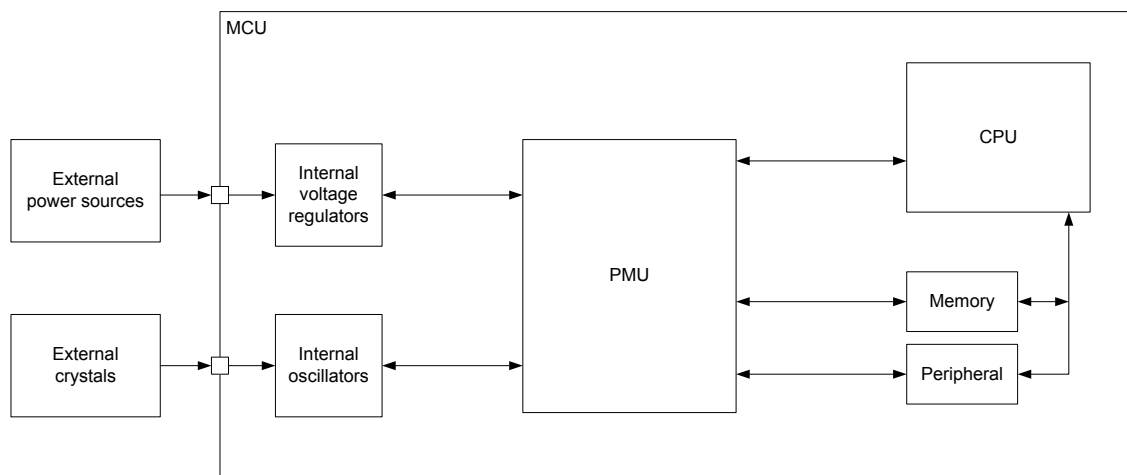 MCU
CPU
External
power sources
Internal
voltage
regulators
PMU
Memory
External
crystals
Internal
oscillators
Peripheral